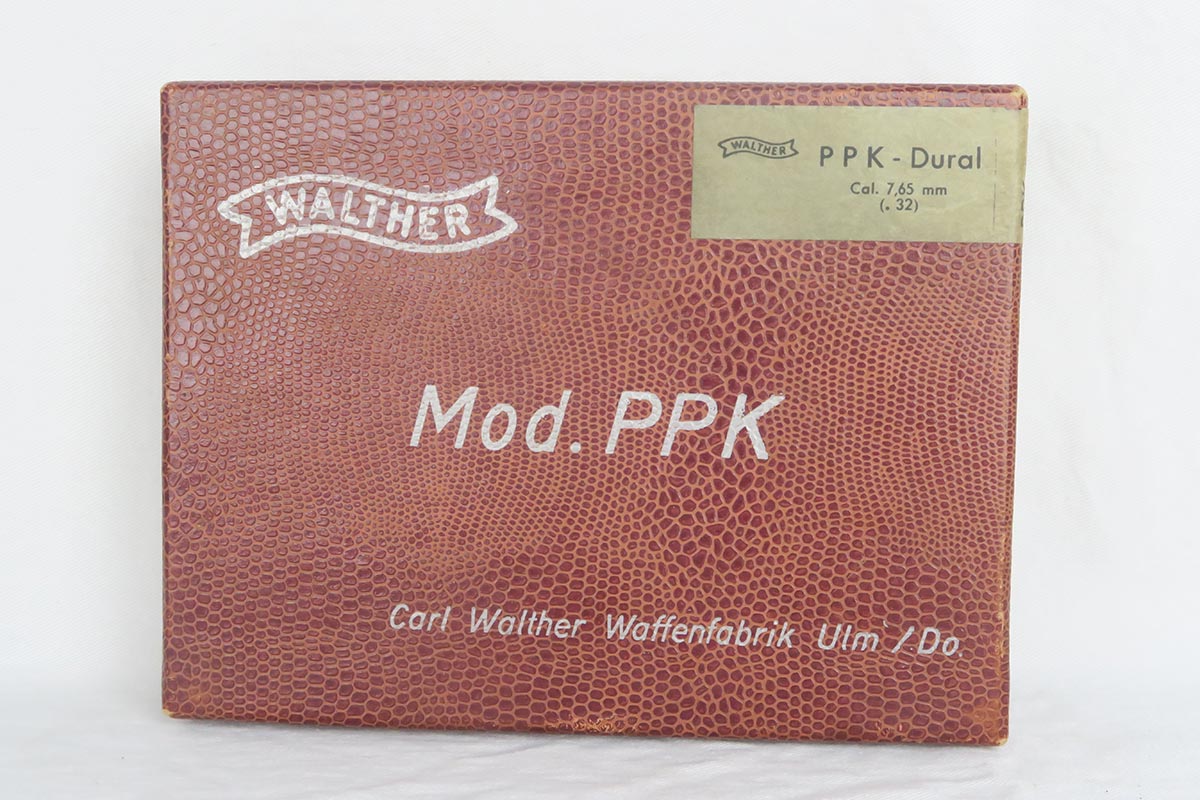 WALTHER
WALTHER PPK - Dural
Cal. 7,65 mm
(. 32)
Mod. PPK
Carl Walther Waffenfabrik Ulm /Do.